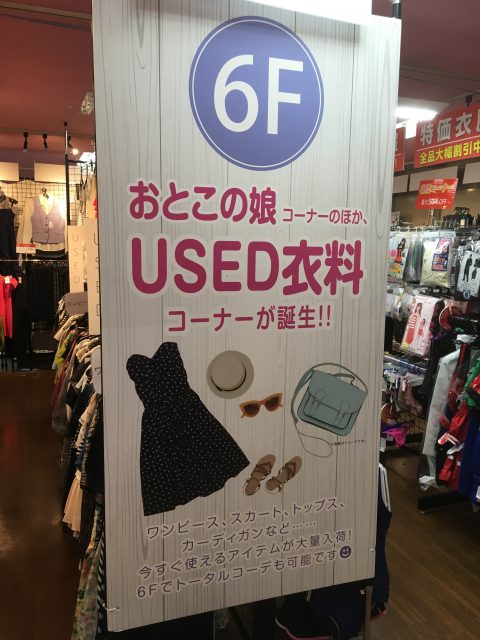 6F
おとこの娘 コーナーのほか、
USED衣料
コーナーが誕生!!
ワンピース、スカート、トップス、
カーディガンなど……
今すぐ使えるアイテムが大量入荷!
6Fでトータルコーデも可能です
特価衣
全品大幅割引中
USED